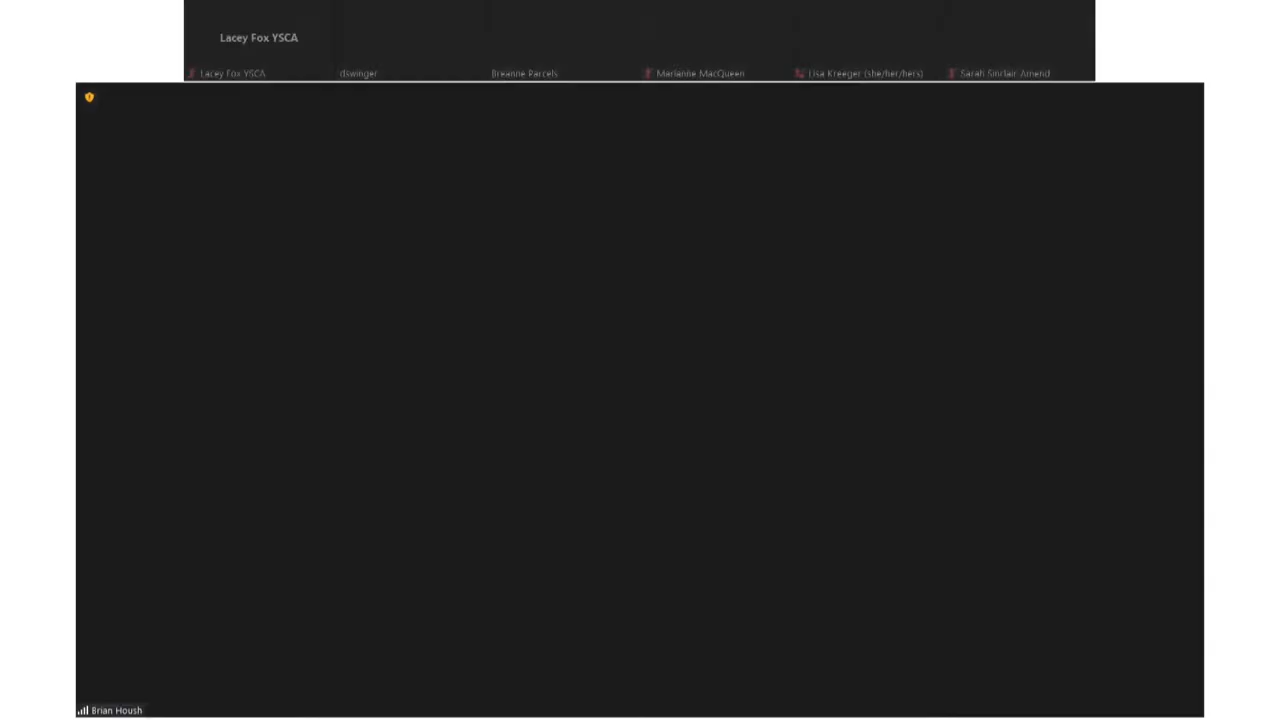 Lacey Fox YSCA
Lacey Fox YSCA dswinger Breanne Parcels Marianne MacQueen Lisa Kreeger (she/her/hers) Sarah Sinclair-Amend
Brian Housh